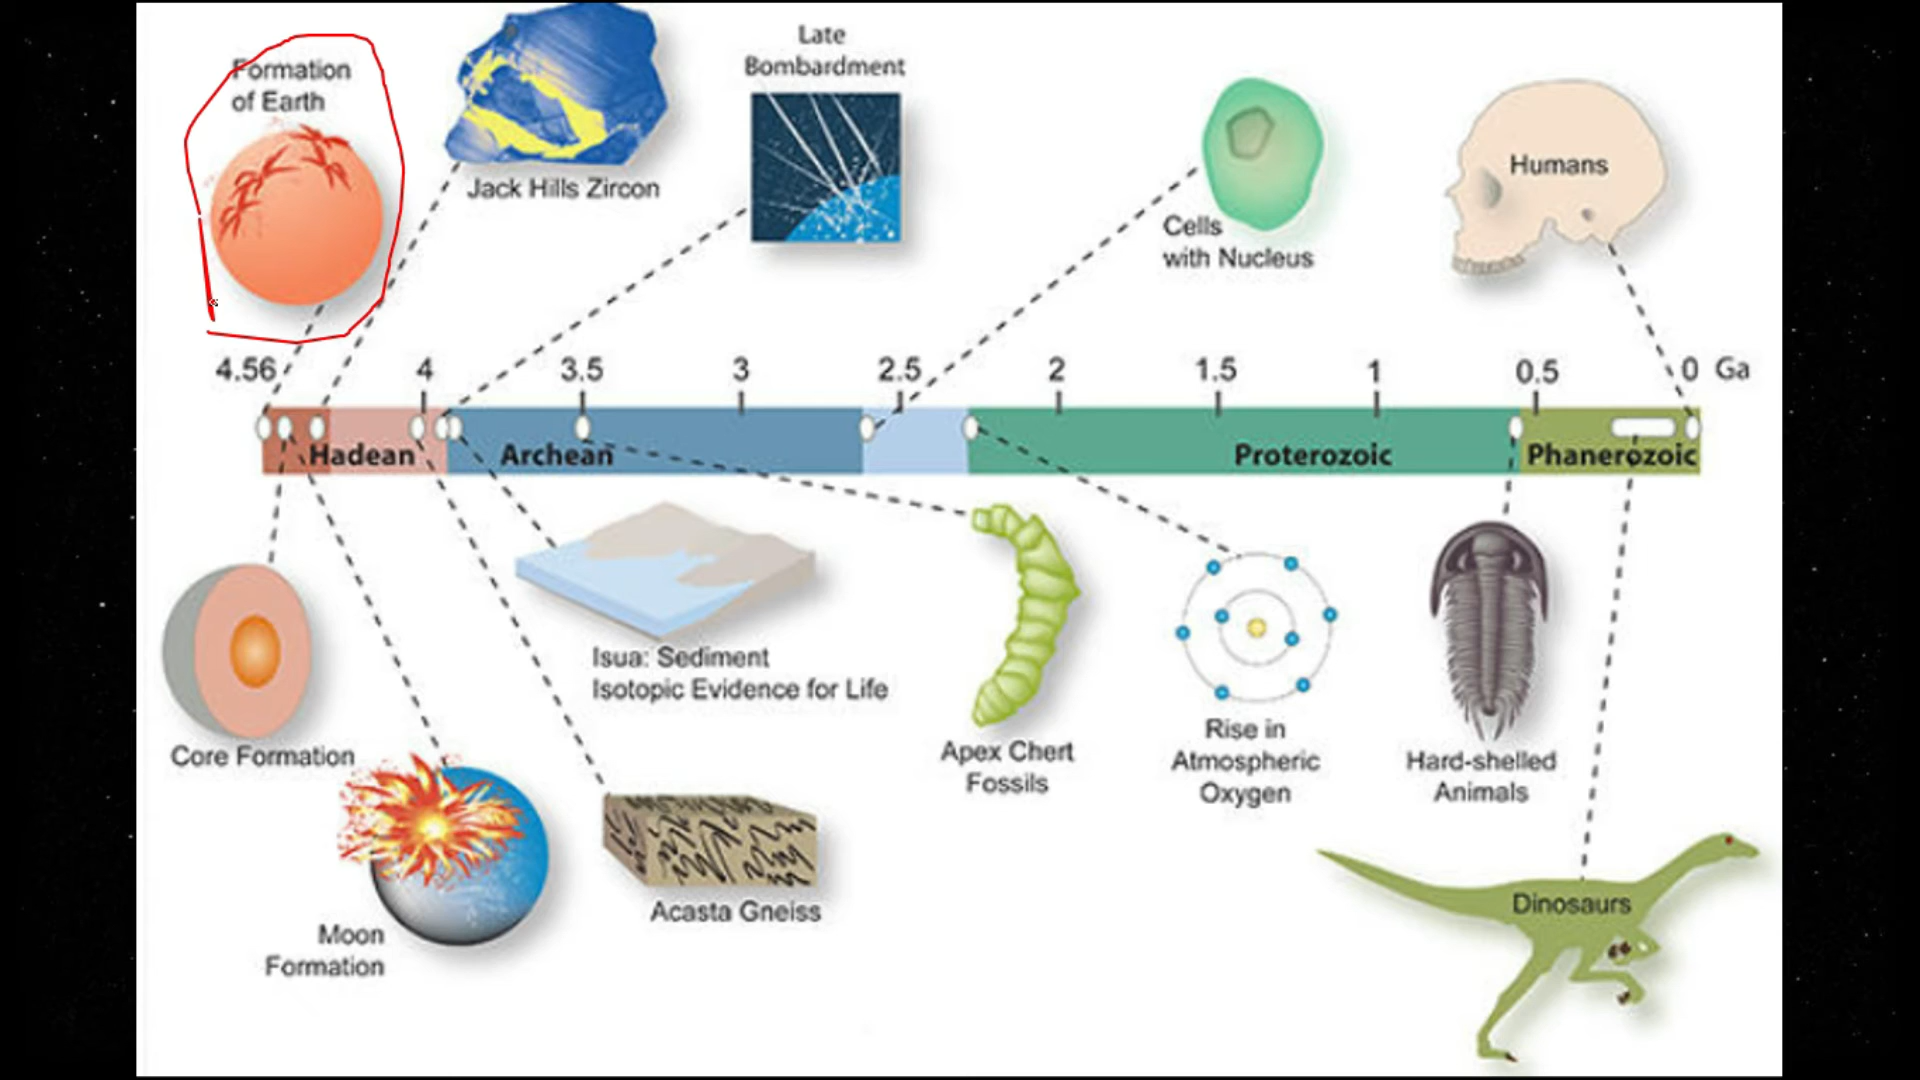 Formation
of Earth
Jack Hills Zircon
Late
Bombardment
Cells
with Nucleus
Humans
4.56 4 3.5 3 2.5 2 1.5 1 0.5 0 Ga
Hadean Archean Proterozoic Phanerozoic
Core Formation
Moon
Formation
Isua: Sediment
Isotopic Evidence for Life
Acasta Gneiss
Apex Chert
Fossils
Rise in
Atmospheric
Oxygen
Hard-shelled
Animals
Dinosaurs